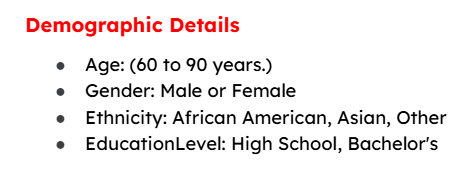 Demographic Details
● Age: (60 to 90 years.)
● Gender: Male or Female
● Ethnicity: African American, Asian, Other
● EducationLevel: High School, Bachelor's